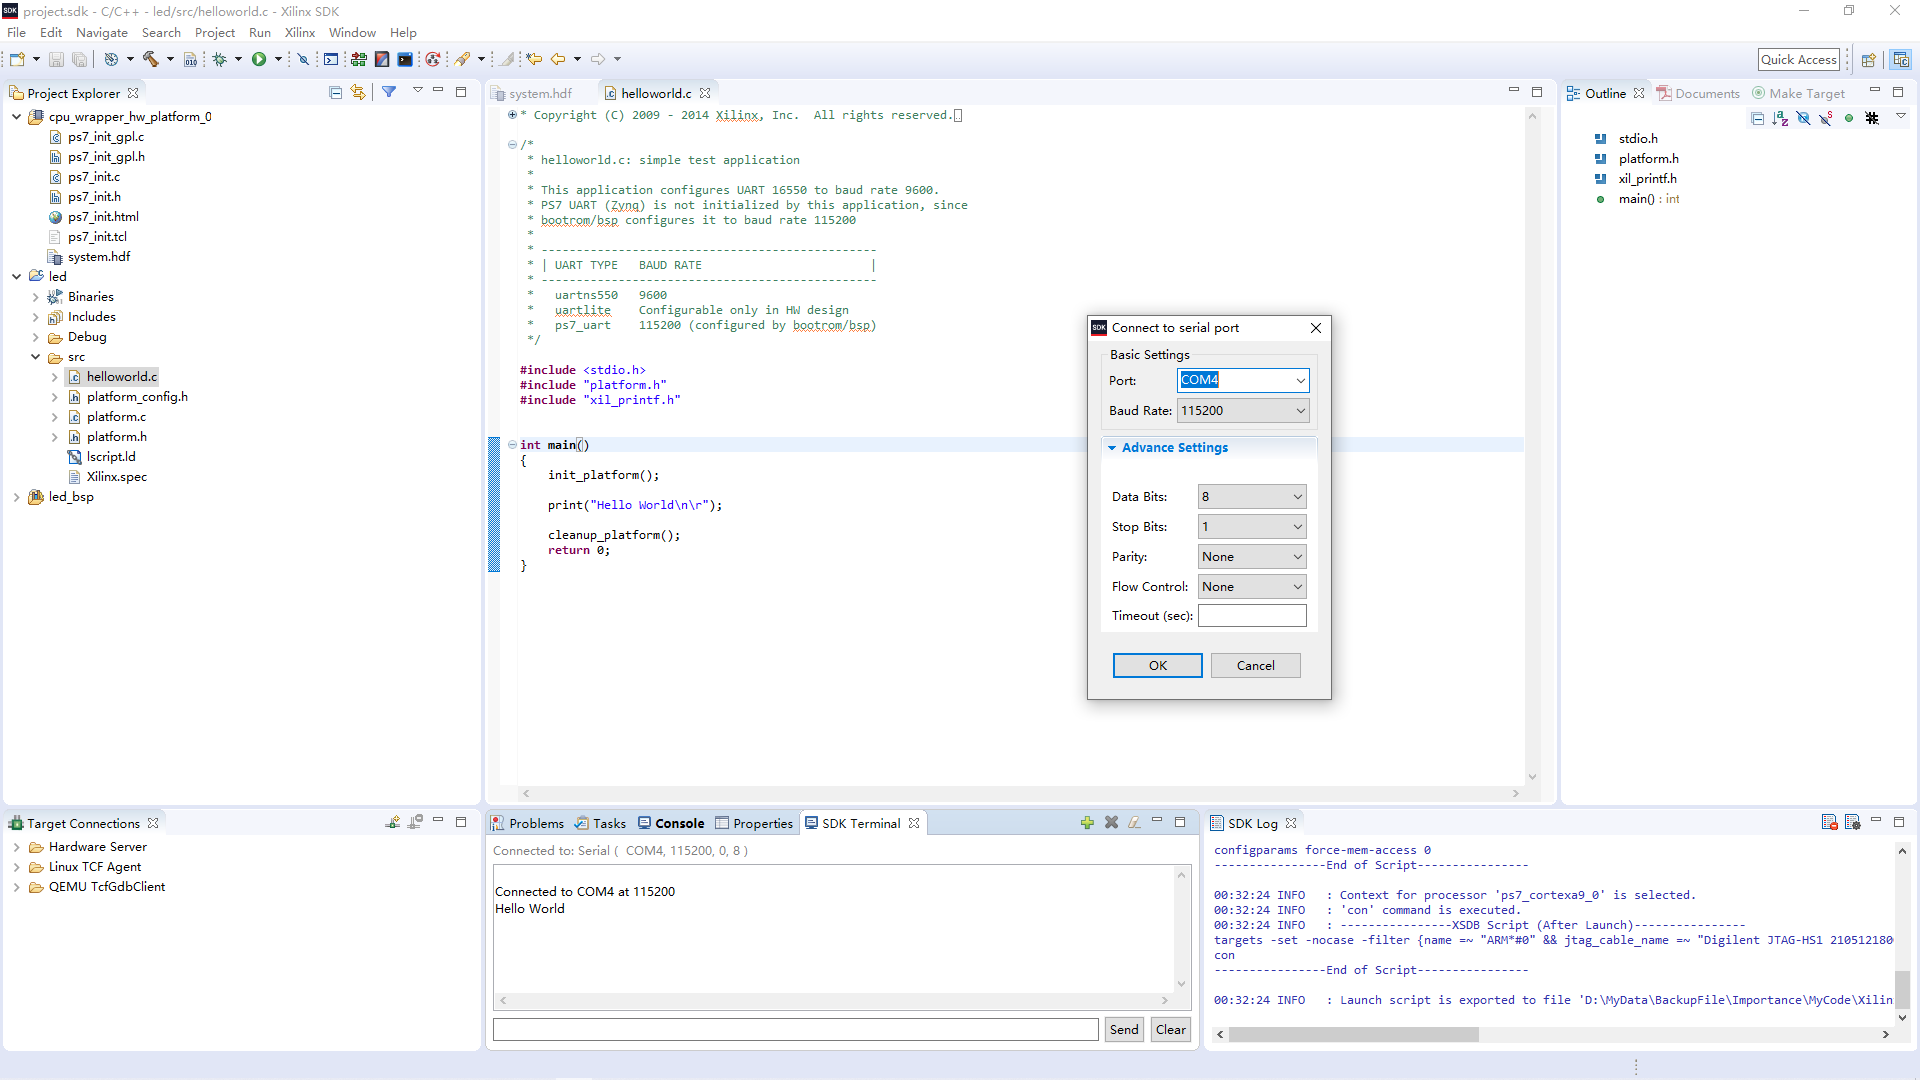 project.sdk - C/C++ - led/src/helloworld.c - Xilinx SDK
File Edit Navigate Search Project Run Xilinx Window Help
Quick Access
Project Explorer
cpu_wrapper_hw_platform_0
ps7_init_gpl.c
ps7_init_gpl.h
ps7_init.c
ps7_init.h
ps7_init.html
ps7_init.tcl
system.hdf
led
Binaries
Includes
Debug
src
helloworld.c
platform_config.h
platform.c
platform.h
lscript.ld
Xilinx.spec
led_bsp
system.hdf
helloworld.c
* Copyright (C) 2009 - 2014 Xilinx, Inc.  All rights reserved.
/*
* helloworld.c: simple test application
*
* This application configures UART 16550 to baud rate 9600.
* PS7 UART (Zynq) is not initialized by this application, since
* bootrom/bsp configures it to baud rate 115200
*
* ------------------------------------------------
* | UART TYPE   BAUD RATE                        |
* ------------------------------------------------
*   uartns550   9600
*   uartlite    Configurable only in HW design
*   ps7_uart    115200 (configured by bootrom/bsp)
*/
#include <stdio.h>
#include "platform.h"
#include "xil_printf.h"
int main()
{
init_platform();
print("Hello World\n\r");
cleanup_platform();
return 0;
}
Connect to serial port
Basic Settings
Port: COM4
Baud Rate: 115200
Advance Settings
Data Bits: 8
Stop Bits: 1
Parity: None
Flow Control: None
Timeout (sec):
OK Cancel
Outline Documents Make Target
stdio.h
platform.h
xil_printf.h
main() : int
Target Connections
Hardware Server
Linux TCF Agent
QEMU TcfGdbClient
Problems Tasks Console Properties SDK Terminal
Connected to: Serial (  COM4, 115200, 0, 8 )
Connected to COM4 at 115200
Hello World
Send Clear
SDK Log
configparams force-mem-access 0
----------------End of Script----------------
00:32:24 INFO   : Context for processor 'ps7_cortexa9_0' is selected.
00:32:24 INFO   : 'con' command is executed.
00:32:24 INFO   : ----------------XSDB Script (After Launch)----------------
targets -set -nocase -filter {name =~ "ARM*#0" && jtag_cable_name =~ "Digilent JTAG-HS1 2105121800
con
----------------End of Script----------------
00:32:24 INFO   : Launch script is exported to file 'D:\MyData\BackupFile\Importance\MyCode\Xilin